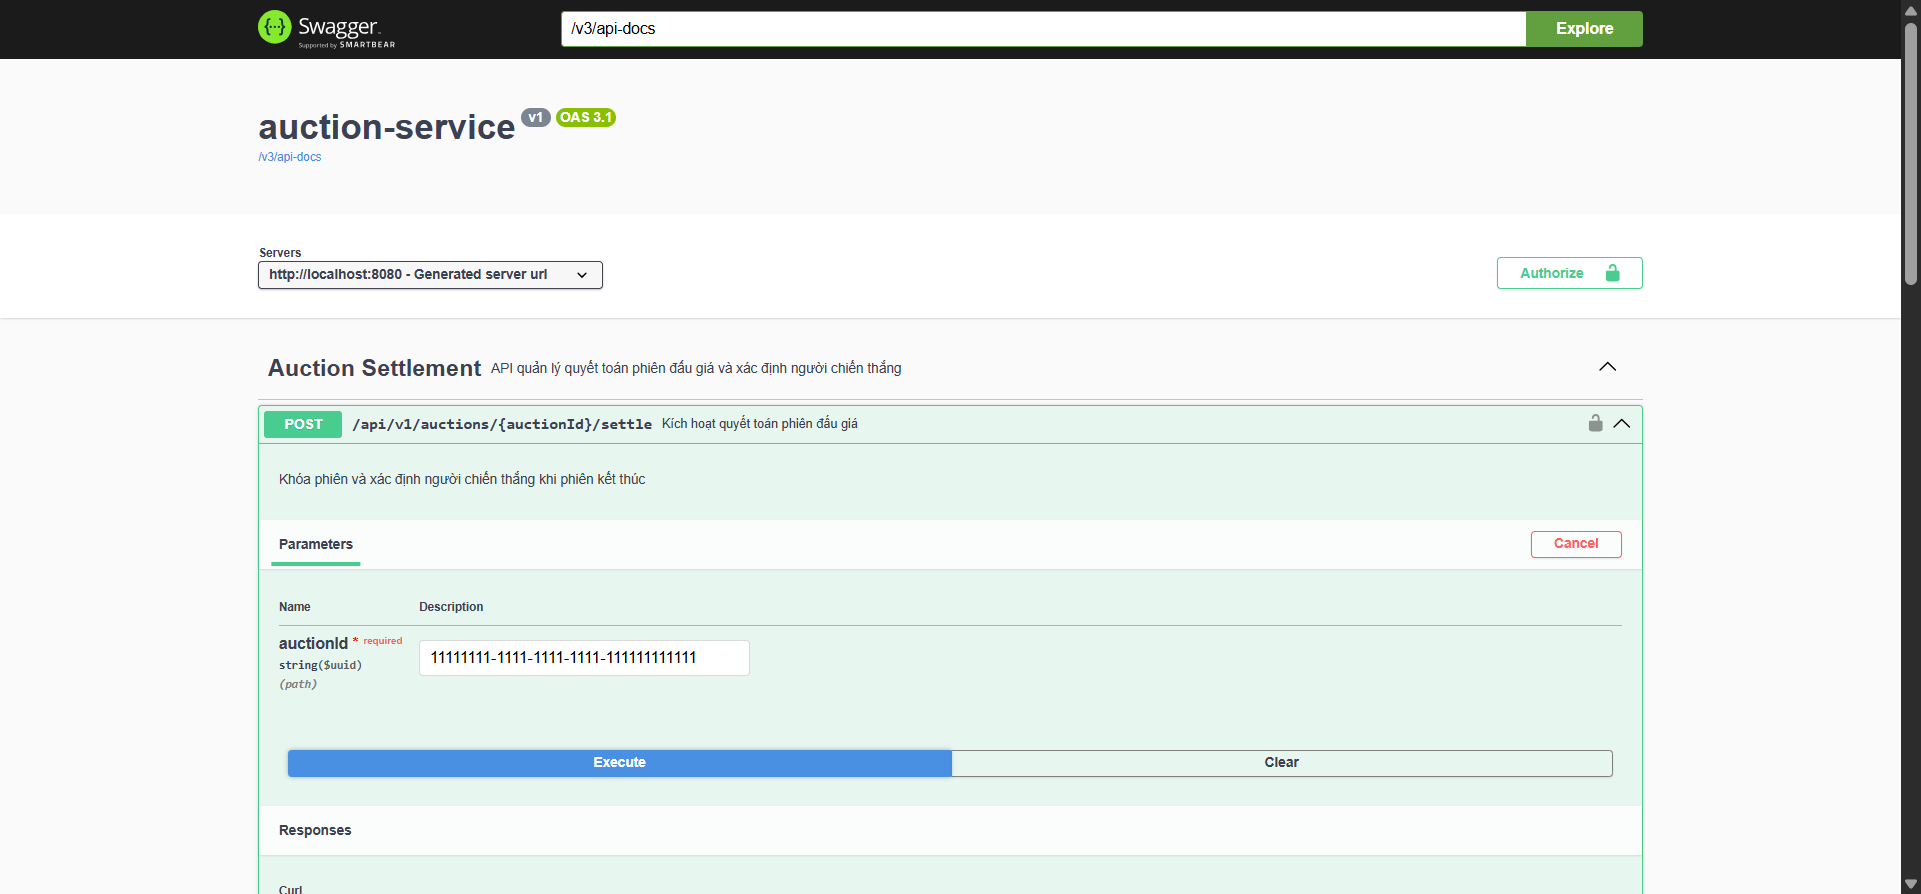 Swagger.
Supported by SMARTBEAR
/v3/api-docs
Explore
auction-service v1 OAS 3.1
/v3/api-docs
Servers
http://localhost:8080 - Generated server url
Authorize
Auction Settlement API quản lý quyết toán phiên đấu giá và xác định người chiến thắng
POST /api/v1/auctions/{auctionId}/settle Kích hoạt quyết toán phiên đấu giá
Khóa phiên và xác định người chiến thắng khi phiên kết thúc
Parameters
Cancel
Name Description
auctionId * required
string($uuid)
(path)
11111111-1111-1111-1111-111111111111
Execute
Clear
Responses
Curl